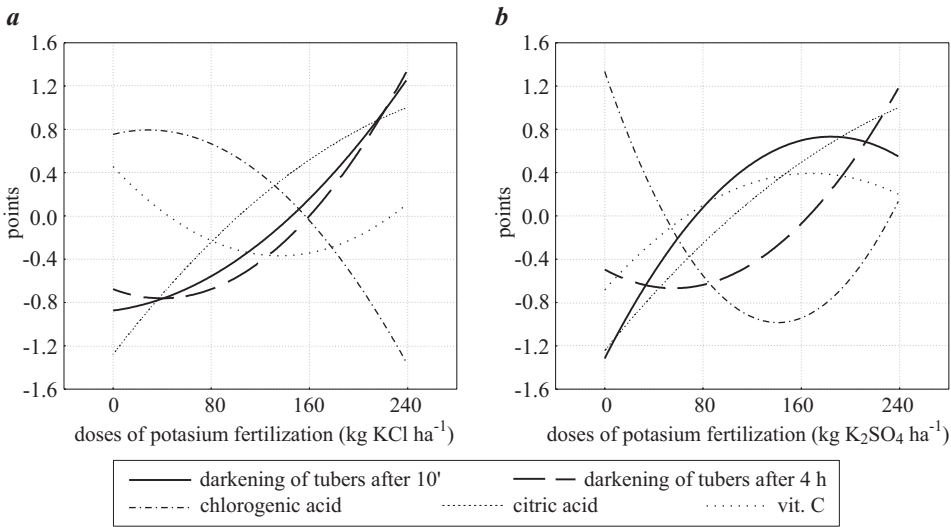 a
b
1.6
1.2
0.8
0.4
0.0
-0.4
-0.8
-1.2
-1.6
points
0
80
160
240
doses of potasium fertilization (kg KCl ha⁻¹)
1.6
1.2
0.8
0.4
0.0
-0.4
-0.8
-1.2
-1.6
points
0
80
160
240
doses of potasium fertilization (kg K₂SO₄ ha⁻¹)
darkening of tubers after 10'
darkening of tubers after 4 h
chlorogenic acid
citric acid
vit. C